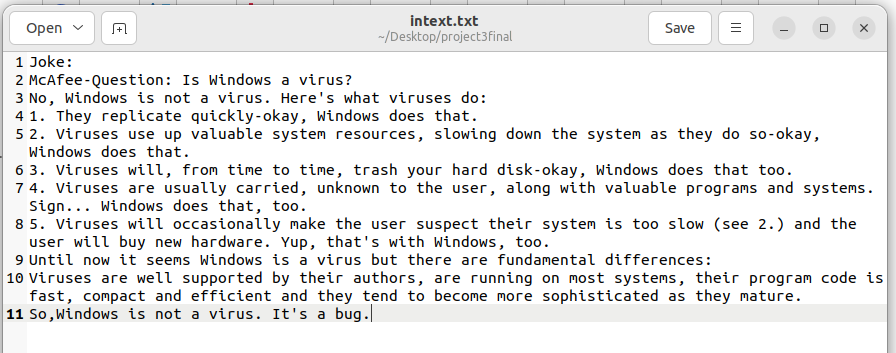 Open
intext.txt
~/Desktop/project3final
Save
1 Joke:
2 McAfee-Question: Is Windows a virus?
3 No, Windows is not a virus. Here's what viruses do:
4 1. They replicate quickly-okay, Windows does that.
5 2. Viruses use up valuable system resources, slowing down the system as they do so-okay,
Windows does that.
6 3. Viruses will, from time to time, trash your hard disk-okay, Windows does that too.
7 4. Viruses are usually carried, unknown to the user, along with valuable programs and systems.
Sign... Windows does that, too.
8 5. Viruses will occasionally make the user suspect their system is too slow (see 2.) and the
user will buy new hardware. Yup, that's with Windows, too.
9 Until now it seems Windows is a virus but there are fundamental differences:
10 Viruses are well supported by their authors, are running on most systems, their program code is
fast, compact and efficient and they tend to become more sophisticated as they mature.
11 So,Windows is not a virus. It's a bug.